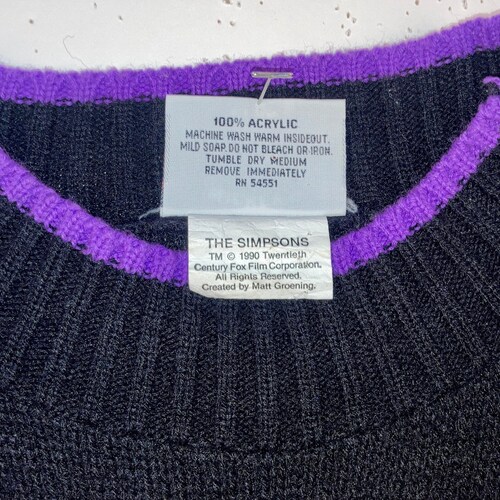 100% ACRYLIC
MACHINE WASH WARM INSIDEOUT.
MILD SOAP. DO NOT BLEACH OR IRON.
TUMBLE DRY MEDIUM
REMOVE IMMEDIATELY
RN 54551
THE SIMPSONS
TM © 1990 Twentieth
Century Fox Film Corporation.
All Rights Reserved.
Created by Matt Groening.